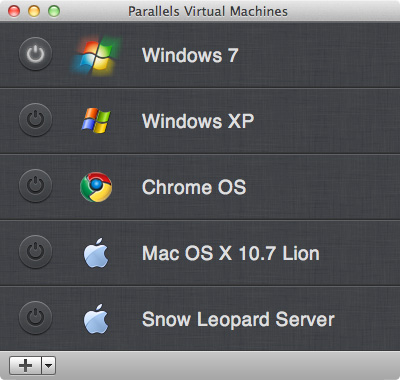 Parallels Virtual Machines
Windows 7
Windows XP
Chrome OS
Mac OS X 10.7 Lion
Snow Leopard Server